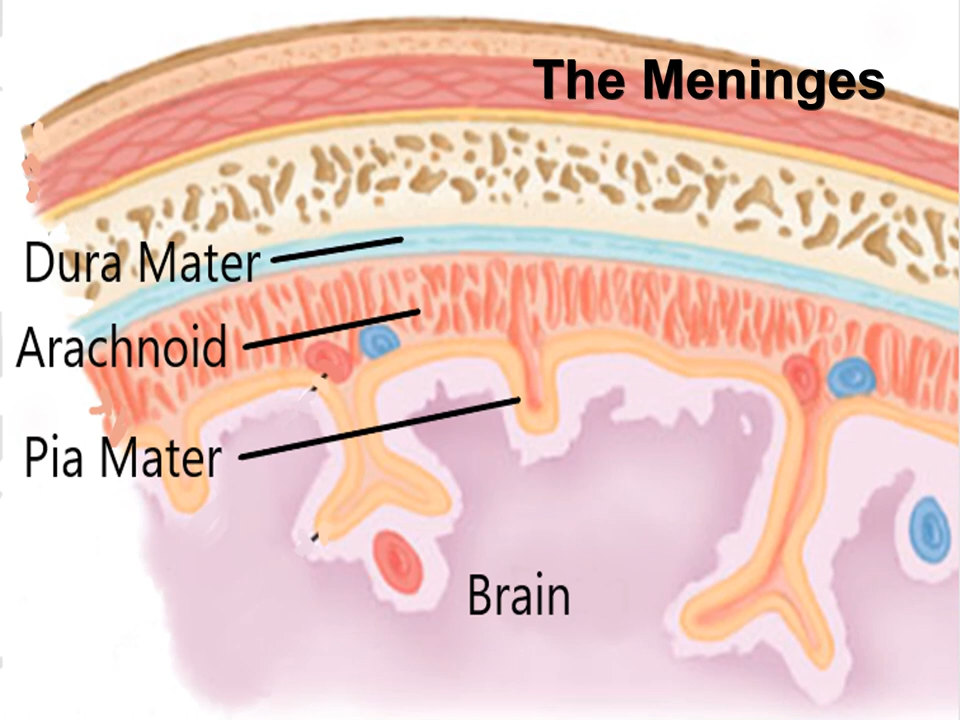 The Meninges
Dura Mater
Arachnoid
Pia Mater
Brain